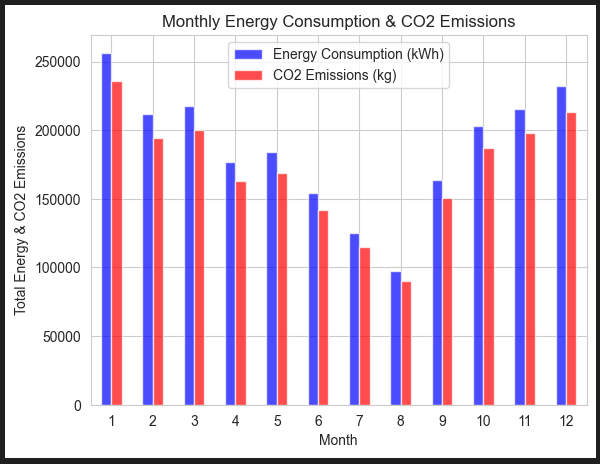 Monthly Energy Consumption & CO2 Emissions
Energy Consumption (kWh)
CO2 Emissions (kg)
Total Energy & CO2 Emissions
250000
200000
150000
100000
50000
0
1 2 3 4 5 6 7 8 9 10 11 12
Month